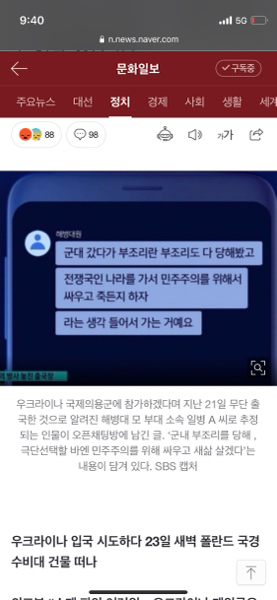 9:40
5G
n.news.naver.com
문화일보
구독중
주요뉴스 대선 정치 경제 사회 생활 세계
88
98
가가
해병대원
군대 갔다가 부조리란 부조리도 다 당해봤고
전쟁국인 나라를 가서 민주주의를 위해서
싸우고 죽든지 하자
라는 생각 들어서 가는 거예요
병사 놓친 출국장
우크라이나 국제의용군에 참가하겠다며 지난 21일 무단 출
국한 것으로 알려진 해병대 모 부대 소속 일병 A 씨로 추정
되는 인물이 오픈채팅방에 남긴 글. '군내 부조리를 당해 ,
극단선택할 바엔 민주주의를 위해 싸우고 새삶 살겠다'는
내용이 담겨 있다. SBS 캡처
우크라이나 입국 시도하다 23일 새벽 폴란드 국경
수비대 건물 떠나